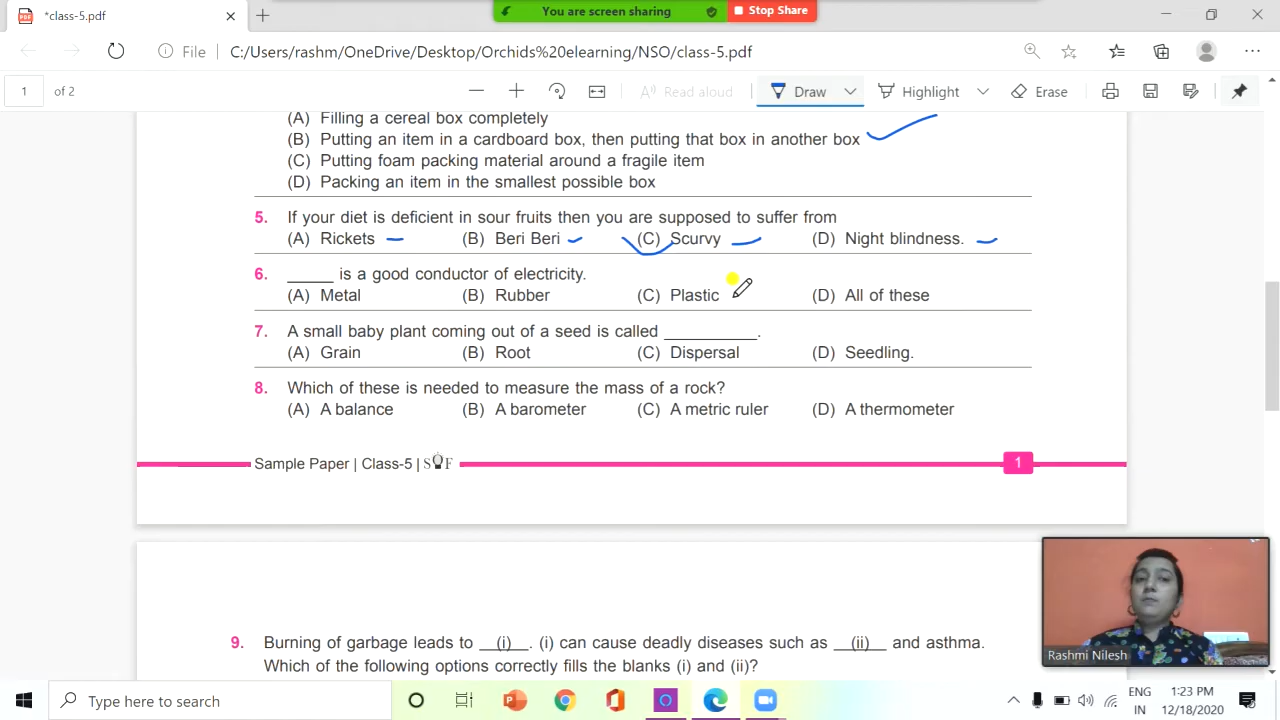 *class-5.pdf
You are screen sharing
Stop Share
File
C:/Users/rashm/OneDrive/Desktop/Orchids%20elearning/NSO/class-5.pdf
1 of 2
Read aloud
Draw
Highlight
Erase
(A) Filling a cereal box completely
(B) Putting an item in a cardboard box, then putting that box in another box
(C) Putting foam packing material around a fragile item
(D) Packing an item in the smallest possible box
5. If your diet is deficient in sour fruits then you are supposed to suffer from
(A) Rickets (B) Beri Beri (C) Scurvy (D) Night blindness.
6. _____ is a good conductor of electricity.
(A) Metal (B) Rubber (C) Plastic (D) All of these
7. A small baby plant coming out of a seed is called __________.
(A) Grain (B) Root (C) Dispersal (D) Seedling.
8. Which of these is needed to measure the mass of a rock?
(A) A balance (B) A barometer (C) A metric ruler (D) A thermometer
Sample Paper | Class-5 | SOF
1
9. Burning of garbage leads to __(i)__. (i) can cause deadly diseases such as __(ii)__ and asthma.
Which of the following options correctly fills the blanks (i) and (ii)?
Rashmi Nilesh
Type here to search
ENG
IN
1:23 PM
12/18/2020